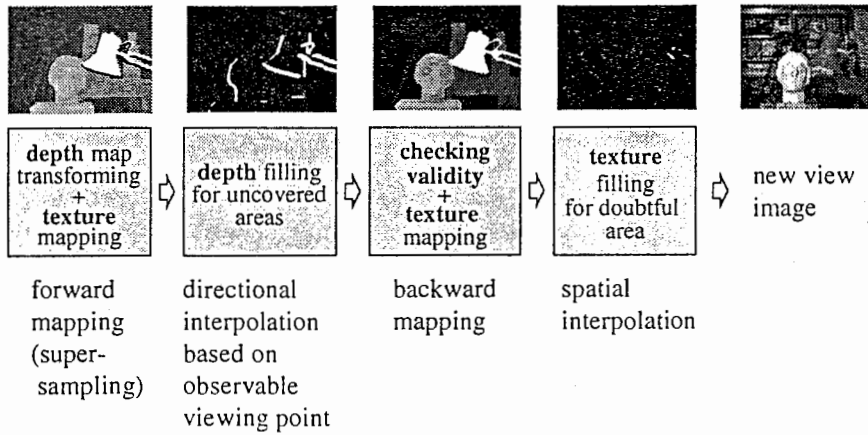 depth map
transforming
+
texture
mapping
depth filling
for uncovered
areas
checking
validity
+
texture
mapping
texture
filling
for doubtful
area
new view
image
forward
mapping
(super-
sampling)
directional
interpolation
based on
observable
viewing point
backward
mapping
spatial
interpolation